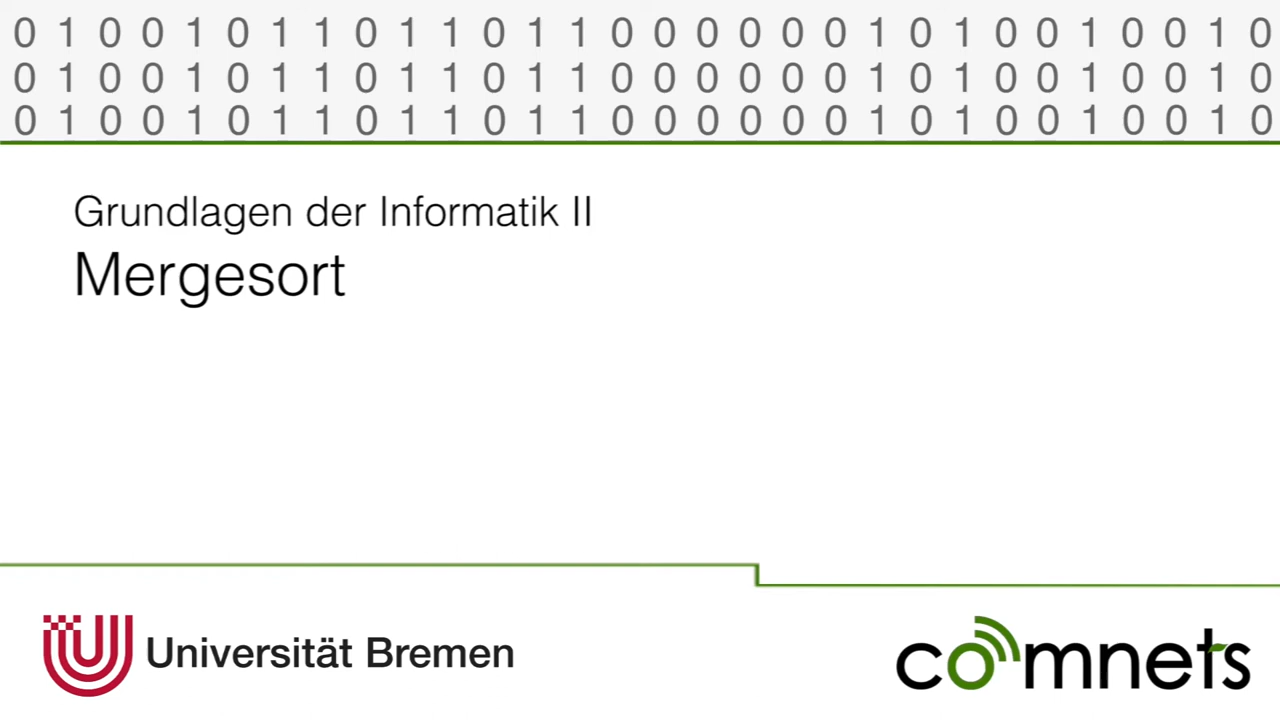 0 1 0 0 1 0 1 1 0 1 1 0 1 1 0 0 0 0 0 0 1 0 1 0 0 1 0 0 1 0
0 1 0 0 1 0 1 1 0 1 1 0 1 1 0 0 0 0 0 0 1 0 1 0 0 1 0 0 1 0
0 1 0 0 1 0 1 1 0 1 1 0 1 1 0 0 0 0 0 0 1 0 1 0 0 1 0 0 1 0
Grundlagen der Informatik II
Mergesort
Universität Bremen
comnets